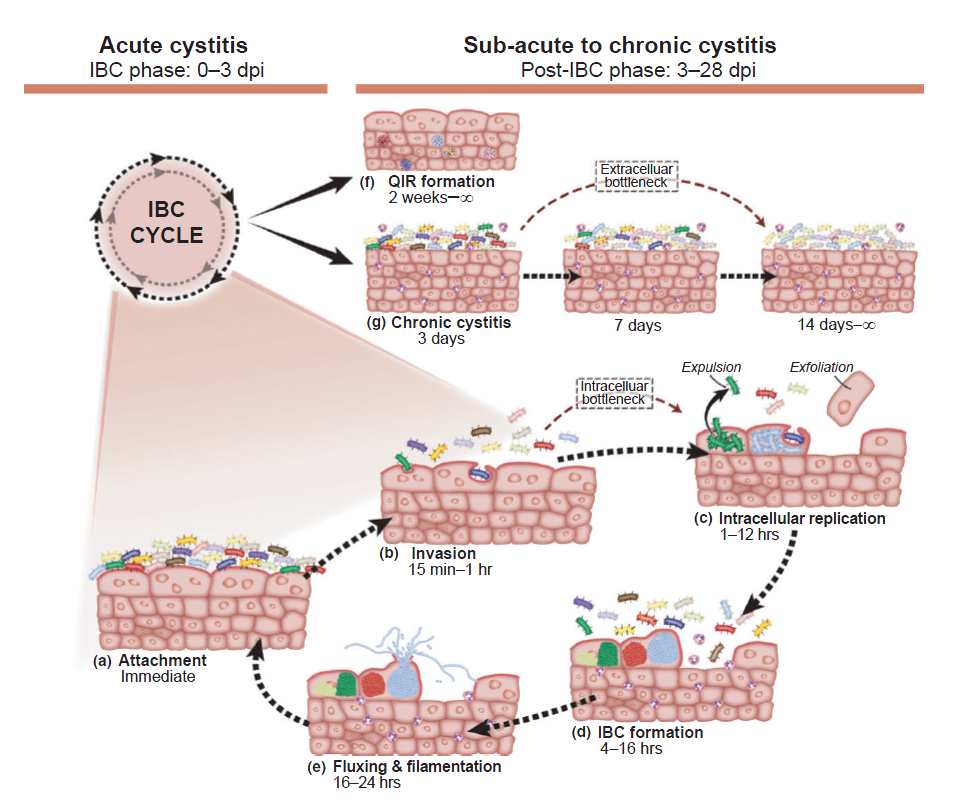 Acute cystitis
IBC phase: 0–3 dpi
Sub-acute to chronic cystitis
Post-IBC phase: 3–28 dpi
IBC
CYCLE
(f) QIR formation
2 weeks–∞
Extracelluar
bottleneck
(g) Chronic cystitis
3 days
7 days
14 days–∞
Intracelluar
bottleneck
Expulsion
Exfoliation
(c) Intracellular replication
1–12 hrs
(b) Invasion
15 min–1 hr
(a) Attachment
Immediate
(d) IBC formation
4–16 hrs
(e) Fluxing & filamentation
16–24 hrs